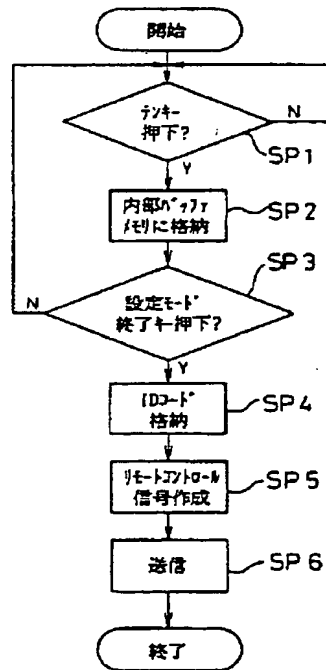 開始
テンキー
押下?
N
SP1
Y
内部バッファ
メモリに格納
SP2
SP3
設定モード
終了キー押下?
N
Y
IDコード
格納
SP4
リモートコントロール
信号作成
SP5
送信
SP6
終了